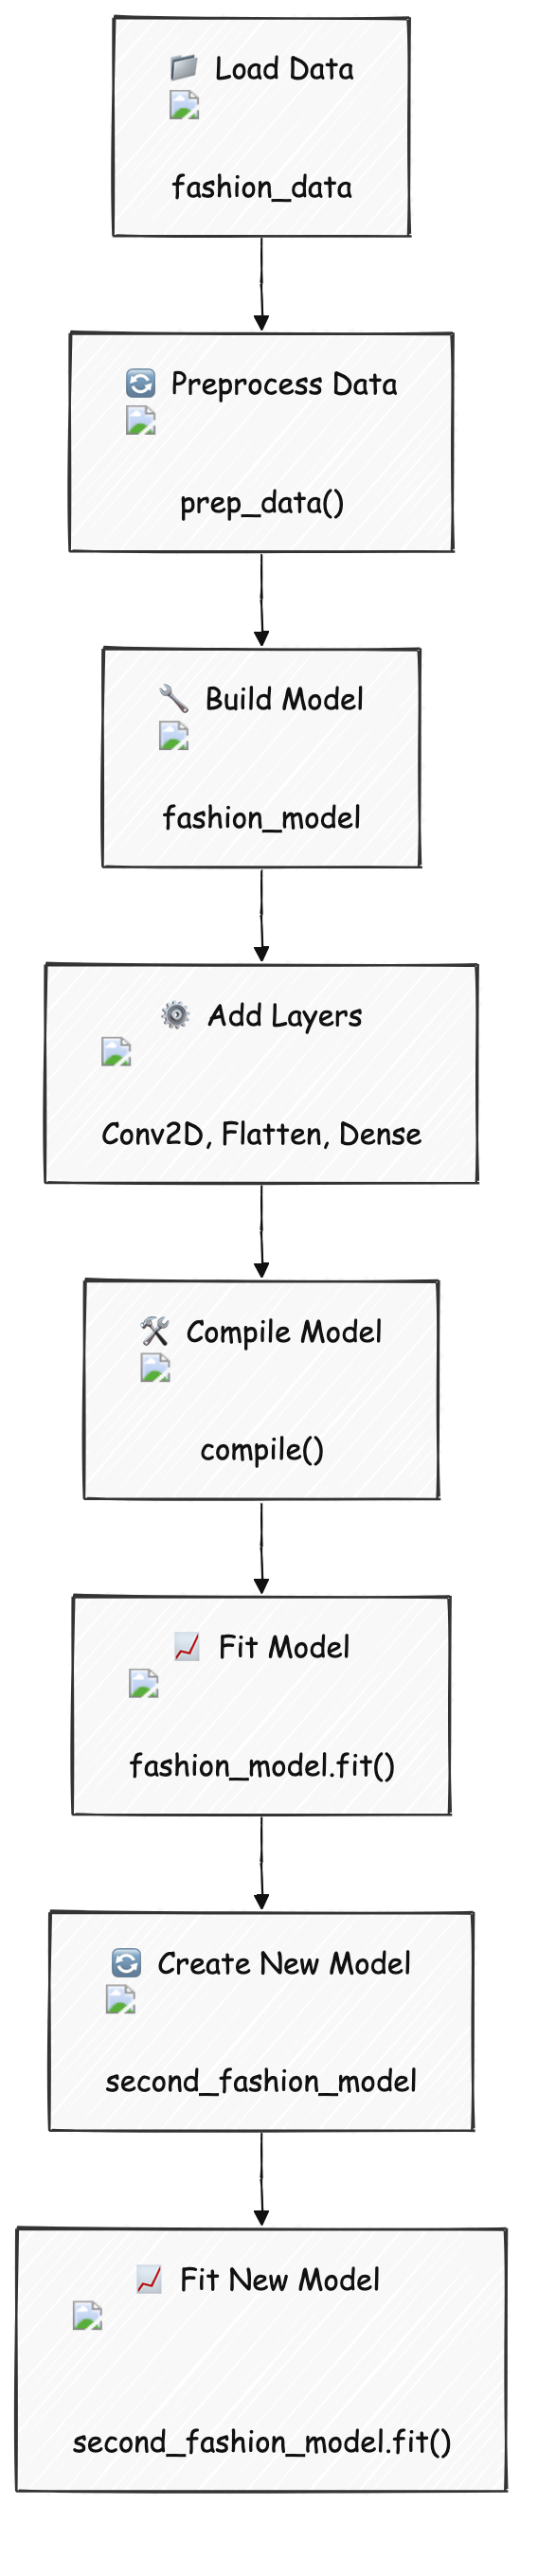 Load Data
fashion_data
Preprocess Data
prep_data()
Build Model
fashion_model
Add Layers
Conv2D, Flatten, Dense
Compile Model
compile()
Fit Model
fashion_model.fit()
Create New Model
second_fashion_model
Fit New Model
second_fashion_model.fit()